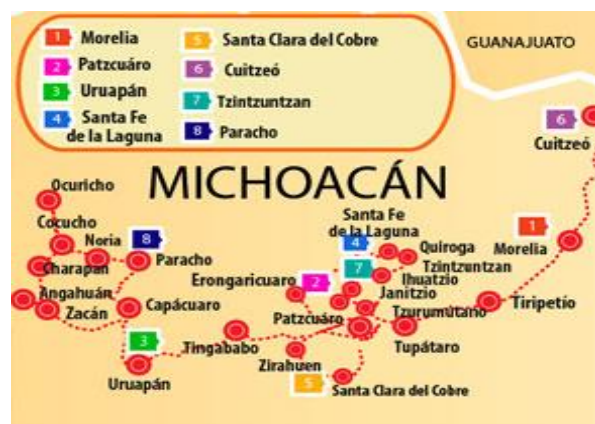 1 Morelia
2 Patzcuáro
3 Uruapán
4 Santa Fe
de la Laguna
5 Santa Clara del Cobre
6 Cuitzeó
7 Tzintzuntzan
8 Paracho
GUANAJUATO
6
Cuitzeó
MICHOACÁN
Ocuricho
Cocucho
Noria
8
Paracho
Charapan
Angahuán
Zacán
Capácuaro
3
Uruapán
Santa Fe
de la Laguna
4
Quiroga
7
Tzintzuntzan
Ihuatzio
Erongaricuaro
2
Janitzio
Patzcuáro
Tzurumútano
1
Morelia
Tiripetío
Tupátaro
Tingababo
Zirahuen
5
Santa Clara del Cobre